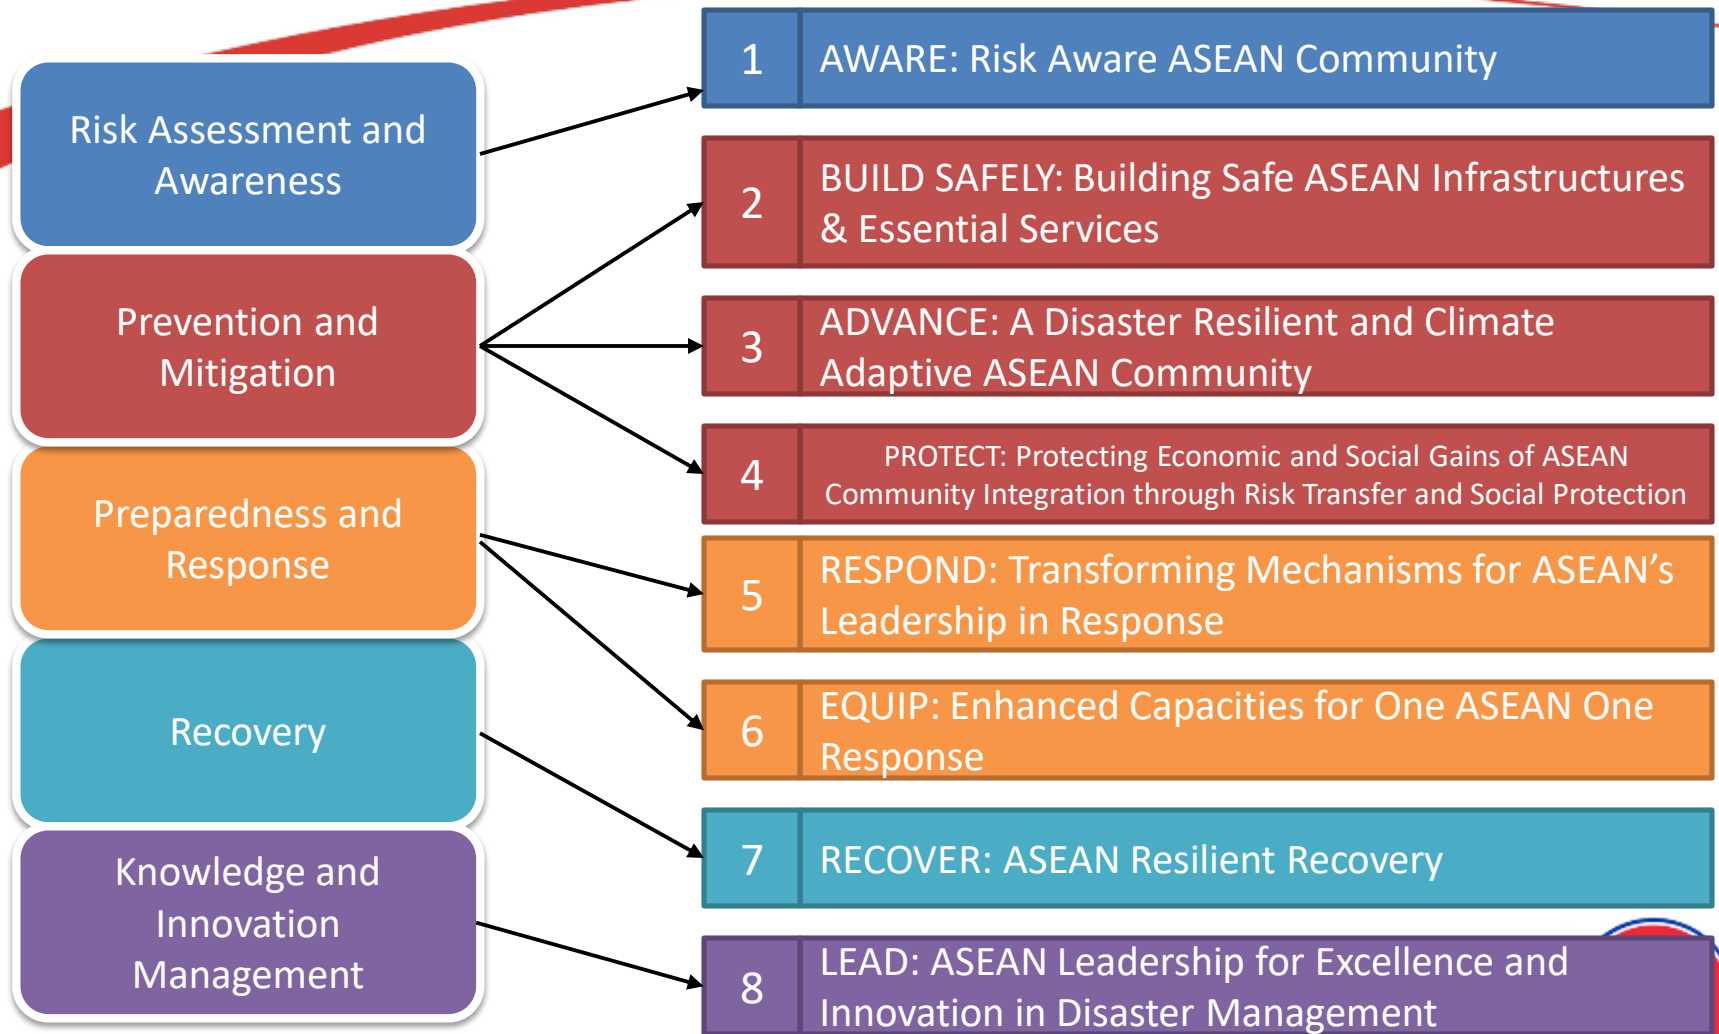 Risk Assessment and
Awareness
Prevention and
Mitigation
Preparedness and
Response
Recovery
Knowledge and
Innovation
Management
1
AWARE: Risk Aware ASEAN Community
2
BUILD SAFELY: Building Safe ASEAN Infrastructures
& Essential Services
3
ADVANCE: A Disaster Resilient and Climate
Adaptive ASEAN Community
4
PROTECT: Protecting Economic and Social Gains of ASEAN
Community Integration through Risk Transfer and Social Protection
5
RESPOND: Transforming Mechanisms for ASEAN’s
Leadership in Response
6
EQUIP: Enhanced Capacities for One ASEAN One
Response
7
RECOVER: ASEAN Resilient Recovery
8
LEAD: ASEAN Leadership for Excellence and
Innovation in Disaster Management